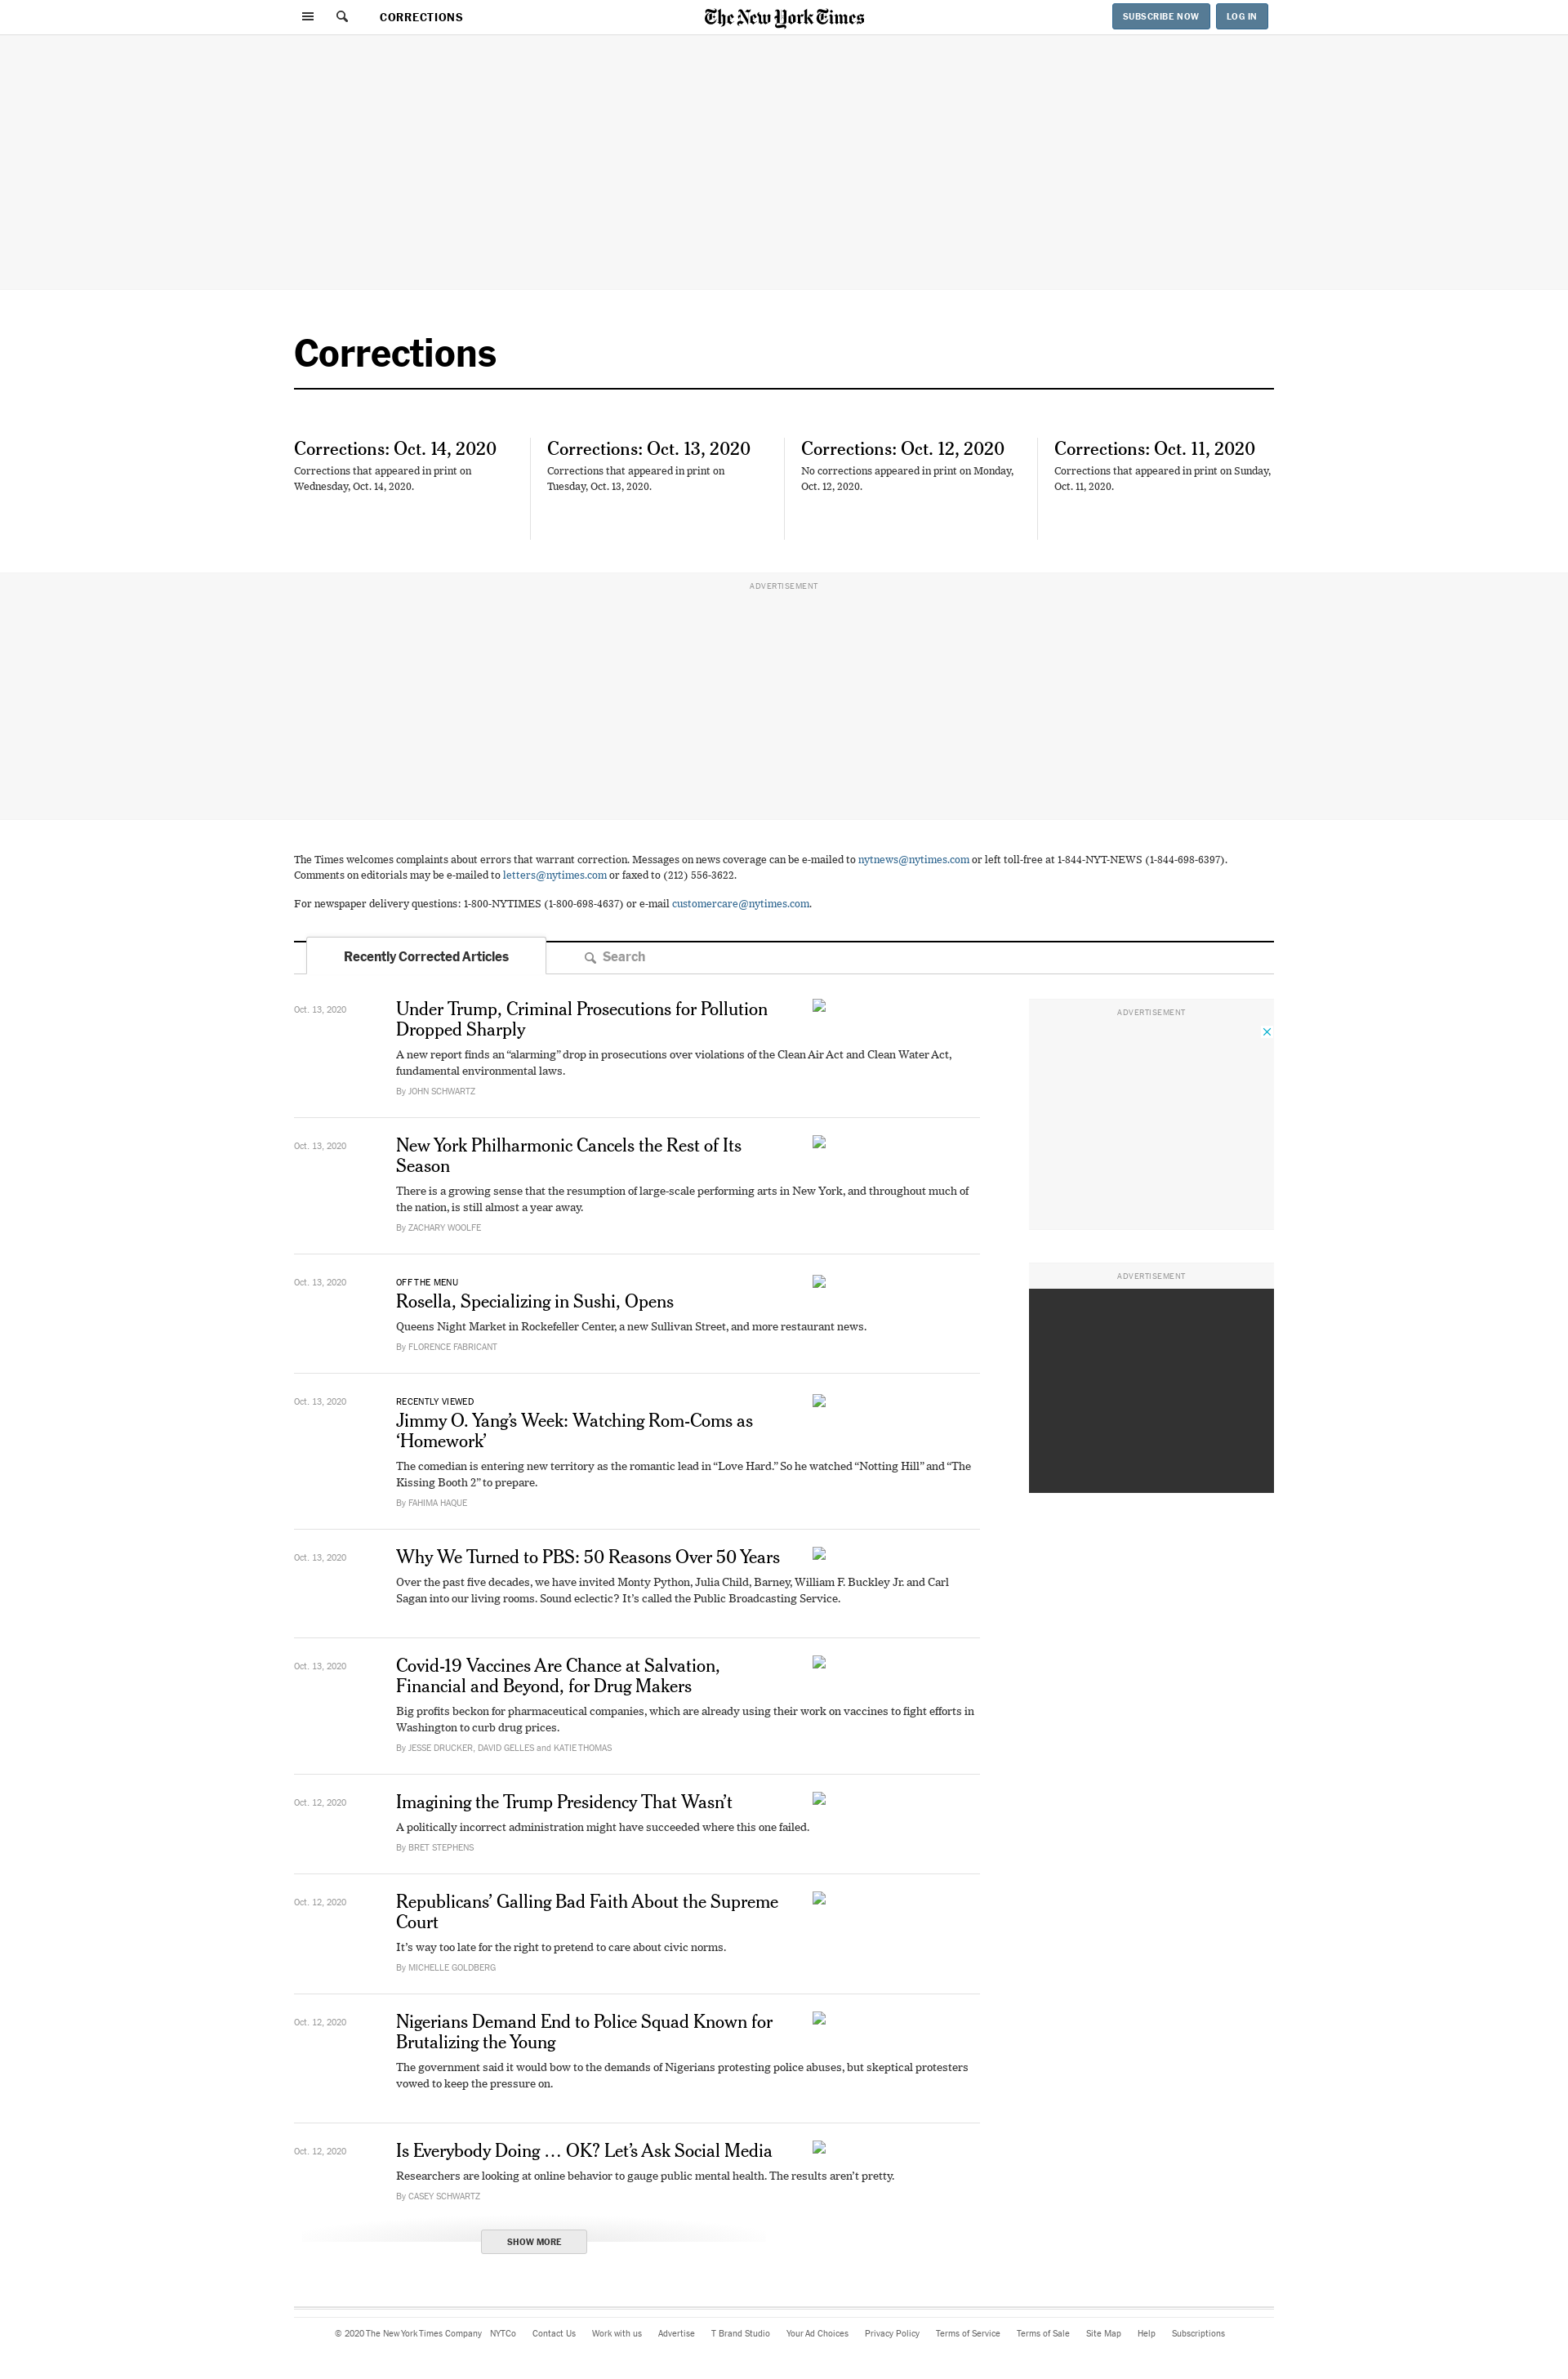 CORRECTIONS
The New York Times
SUBSCRIBE NOW
LOG IN
Corrections
Corrections: Oct. 14, 2020
Corrections that appeared in print on
Wednesday, Oct. 14, 2020.
Corrections: Oct. 13, 2020
Corrections that appeared in print on
Tuesday, Oct. 13, 2020.
Corrections: Oct. 12, 2020
No corrections appeared in print on Monday,
Oct. 12, 2020.
Corrections: Oct. 11, 2020
Corrections that appeared in print on Sunday,
Oct. 11, 2020.
ADVERTISEMENT
The Times welcomes complaints about errors that warrant correction. Messages on news coverage can be e-mailed to nytnews@nytimes.com or left toll-free at 1-844-NYT-NEWS (1-844-698-6397).
Comments on editorials may be e-mailed to letters@nytimes.com or faxed to (212) 556-3622.
For newspaper delivery questions: 1-800-NYTIMES (1-800-698-4637) or e-mail customercare@nytimes.com.
Recently Corrected Articles
Search
Oct. 13, 2020
Under Trump, Criminal Prosecutions for Pollution
Dropped Sharply
A new report finds an “alarming” drop in prosecutions over violations of the Clean Air Act and Clean Water Act,
fundamental environmental laws.
By JOHN SCHWARTZ
Oct. 13, 2020
New York Philharmonic Cancels the Rest of Its
Season
There is a growing sense that the resumption of large-scale performing arts in New York, and throughout much of
the nation, is still almost a year away.
By ZACHARY WOOLFE
Oct. 13, 2020
OFF THE MENU
Rosella, Specializing in Sushi, Opens
Queens Night Market in Rockefeller Center, a new Sullivan Street, and more restaurant news.
By FLORENCE FABRICANT
Oct. 13, 2020
RECENTLY VIEWED
Jimmy O. Yang’s Week: Watching Rom-Coms as
‘Homework’
The comedian is entering new territory as the romantic lead in “Love Hard.” So he watched “Notting Hill” and “The
Kissing Booth 2” to prepare.
By FAHIMA HAQUE
Oct. 13, 2020
Why We Turned to PBS: 50 Reasons Over 50 Years
Over the past five decades, we have invited Monty Python, Julia Child, Barney, William F. Buckley Jr. and Carl
Sagan into our living rooms. Sound eclectic? It’s called the Public Broadcasting Service.
Oct. 13, 2020
Covid-19 Vaccines Are Chance at Salvation,
Financial and Beyond, for Drug Makers
Big profits beckon for pharmaceutical companies, which are already using their work on vaccines to fight efforts in
Washington to curb drug prices.
By JESSE DRUCKER, DAVID GELLES and KATIE THOMAS
Oct. 12, 2020
Imagining the Trump Presidency That Wasn’t
A politically incorrect administration might have succeeded where this one failed.
By BRET STEPHENS
Oct. 12, 2020
Republicans’ Galling Bad Faith About the Supreme
Court
It’s way too late for the right to pretend to care about civic norms.
By MICHELLE GOLDBERG
Oct. 12, 2020
Nigerians Demand End to Police Squad Known for
Brutalizing the Young
The government said it would bow to the demands of Nigerians protesting police abuses, but skeptical protesters
vowed to keep the pressure on.
Oct. 12, 2020
Is Everybody Doing … OK? Let’s Ask Social Media
Researchers are looking at online behavior to gauge public mental health. The results aren’t pretty.
By CASEY SCHWARTZ
SHOW MORE
ADVERTISEMENT
ADVERTISEMENT
© 2020 The New York Times Company NYTCo Contact Us Work with us Advertise T Brand Studio Your Ad Choices Privacy Policy Terms of Service Terms of Sale Site Map Help Subscriptions